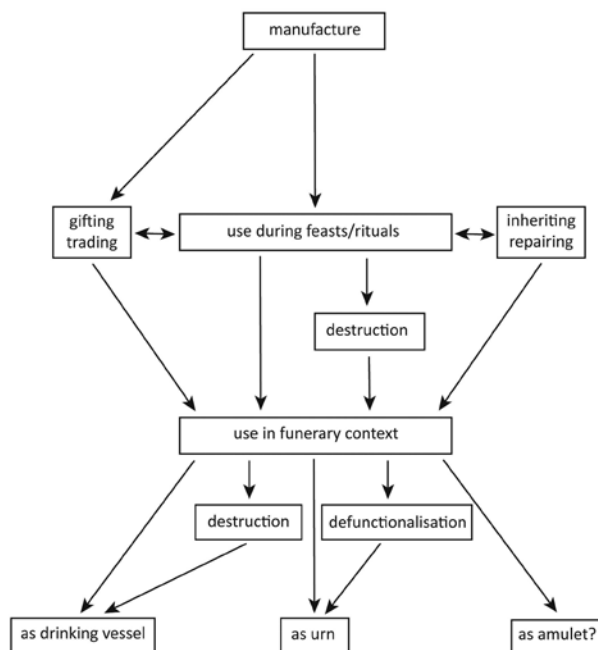 manufacture
gifting
trading
use during feasts/rituals
inheriting
repairing
destruction
use in funerary context
destruction
defunctionalisation
as drinking vessel
as urn
as amulet?